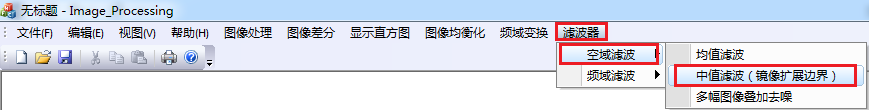 无标题 - Image_Processing
文件(F) 编辑(E) 视图(V) 帮助(H) 图像处理 图像差分 显示直方图 图像均衡化 频域变换 滤波器
空域滤波 均值滤波
频域滤波 中值滤波（镜像扩展边界）
多幅图像叠加去噪